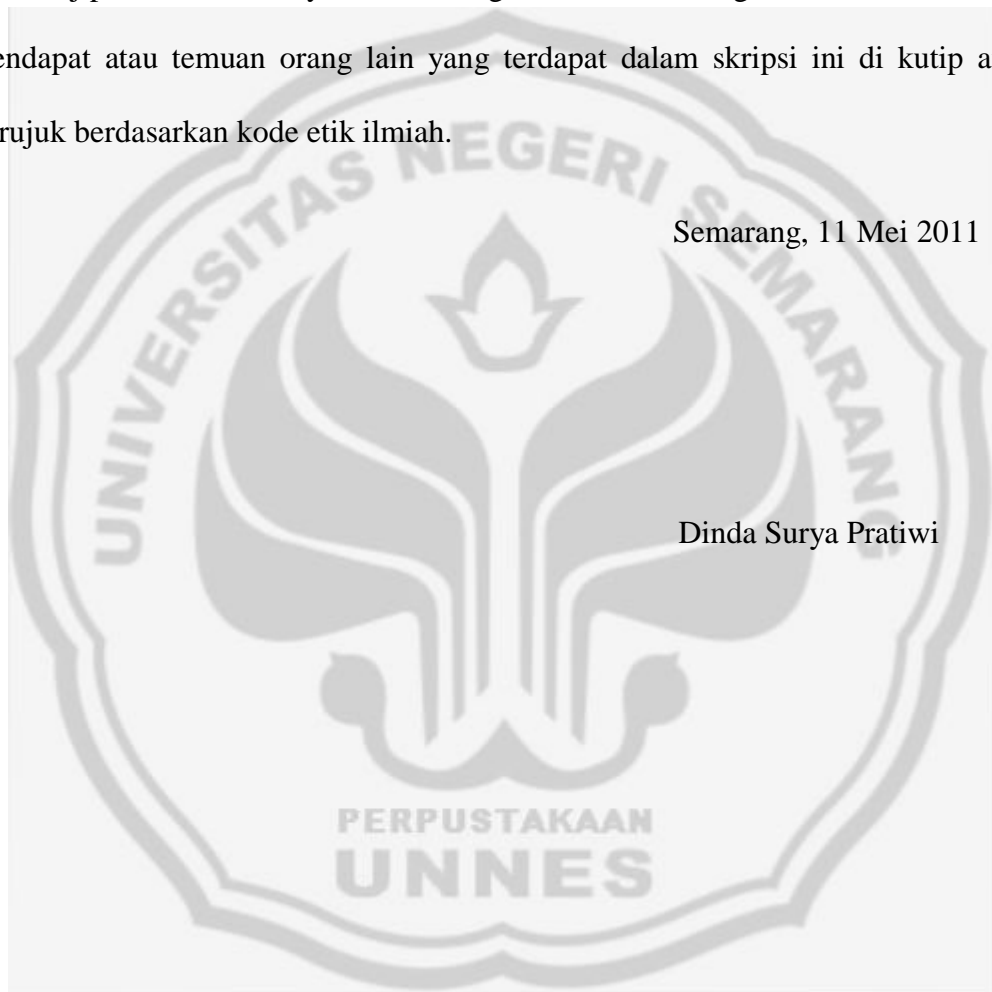 endapat atau temuan orang lain yang terdapat dalam skripsi ini di kutip a
rujuk berdasarkan kode etik ilmiah.
UNIVERSITAS NEGERI SEMARANG
Semarang, 11 Mei 2011
Dinda Surya Pratiwi
PERPUSTAKAAN
UNNES